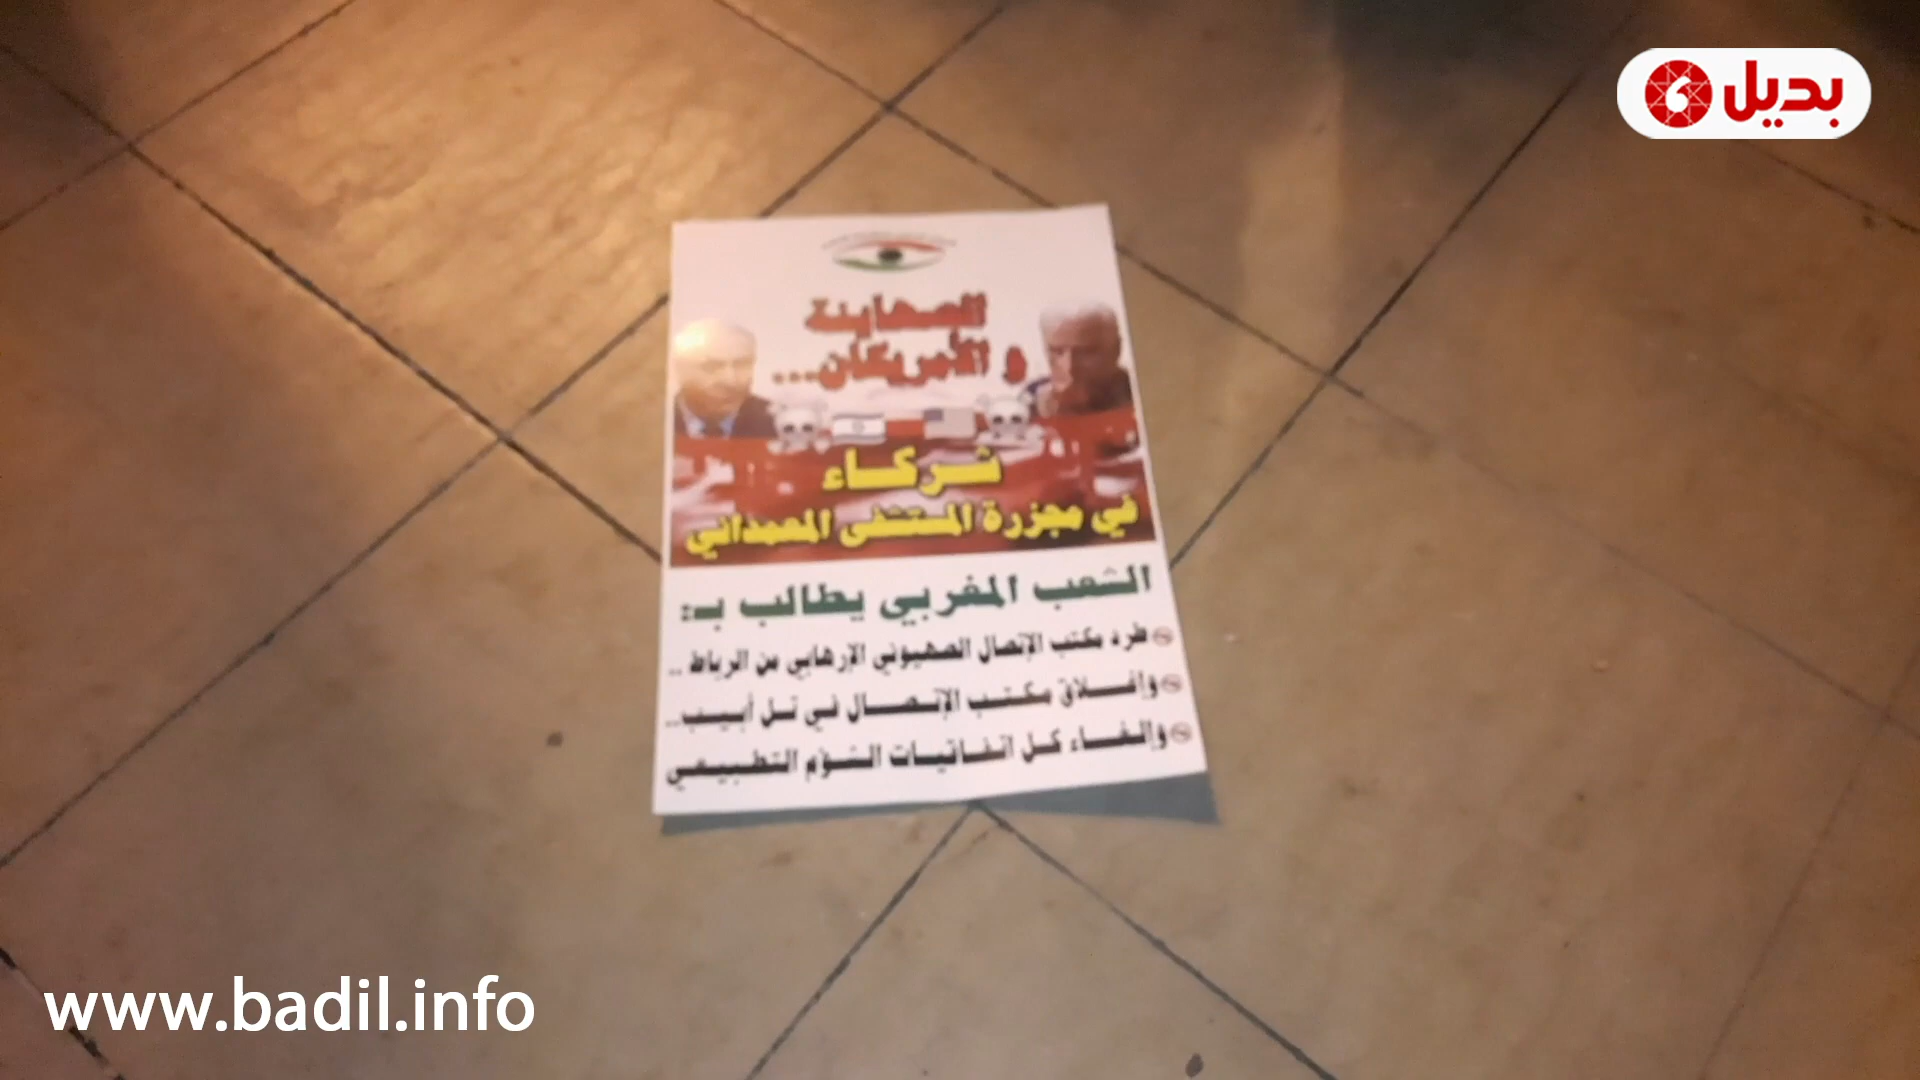 بديل
الصهاينة
و الأمريكان...
شركاء
في مجزرة المستشفى المعمداني
الشعب المغربي يطالب بـ:
طرد مكتب الإتصال الصهيوني الإرهابي من الرباط ..
وإغلاق مكتب الإتصال في تل أبيب..
وإلغاء كل اتفاقيات الشؤم التطبيعي
www.badil.info